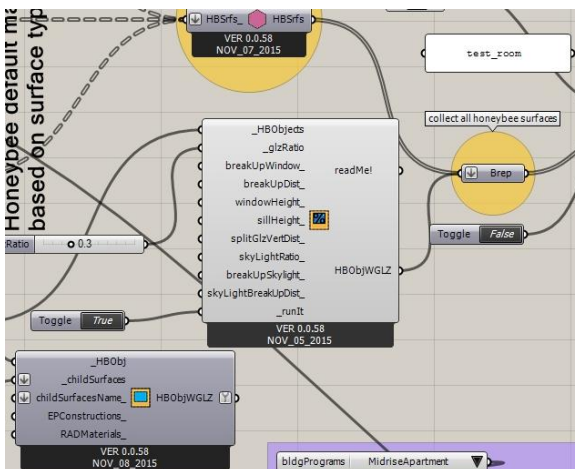 Honeybee default ma
based on surface typ
HBSrfs_ HBSrfs
VER 0.0.58
NOV_07_2015
test_room
collect all honeybee surfaces
Brep
Toggle False
_HBObjects
_glzRatio
breakUpWindow_
breakUpDist_
windowHeight_
sillHeight_
splitGlzVertDist_
skyLightRatio_
breakUpSkylight_
skyLightBreakUpDist_
_runIt
readMe!
HBObjWGLZ
VER 0.0.58
NOV_05_2015
Ratio 0.3
Toggle True
_HBObj
_childSurfaces
childSurfacesName_
EPConstructions_
RADMaterials_
HBObjWGLZ
VER 0.0.58
NOV_08_2015
bldgPrograms MidriseApartment